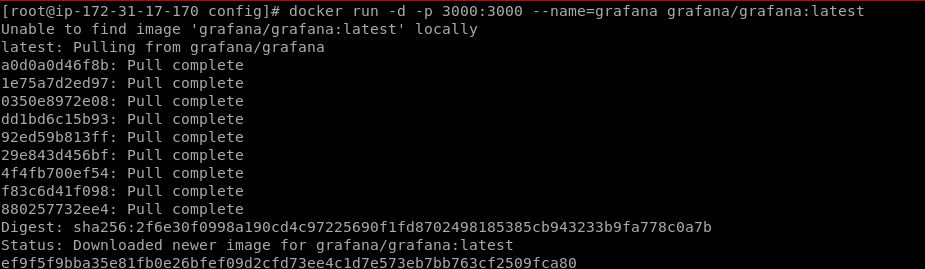 [root@ip-172-31-17-170 config]# docker run -d -p 3000:3000 --name=grafana grafana/grafana:latest
Unable to find image 'grafana/grafana:latest' locally
latest: Pulling from grafana/grafana
a0d0a0d46f8b: Pull complete
1e75a7d2ed97: Pull complete
0350e8972e08: Pull complete
dd1bd6c15b93: Pull complete
92ed59b813ff: Pull complete
29e843d456bf: Pull complete
4f4fb700ef54: Pull complete
f83c6d41f098: Pull complete
880257732ee4: Pull complete
Digest: sha256:2f6e30f0998a190cd4c97225690f1fd8702498185385cb943233b9fa778c0a7b
Status: Downloaded newer image for grafana/grafana:latest
ef9f5f9bba35e81fb0e26bfef09d2cfd73ee4c1d7e573eb7bb763cf2509fca80